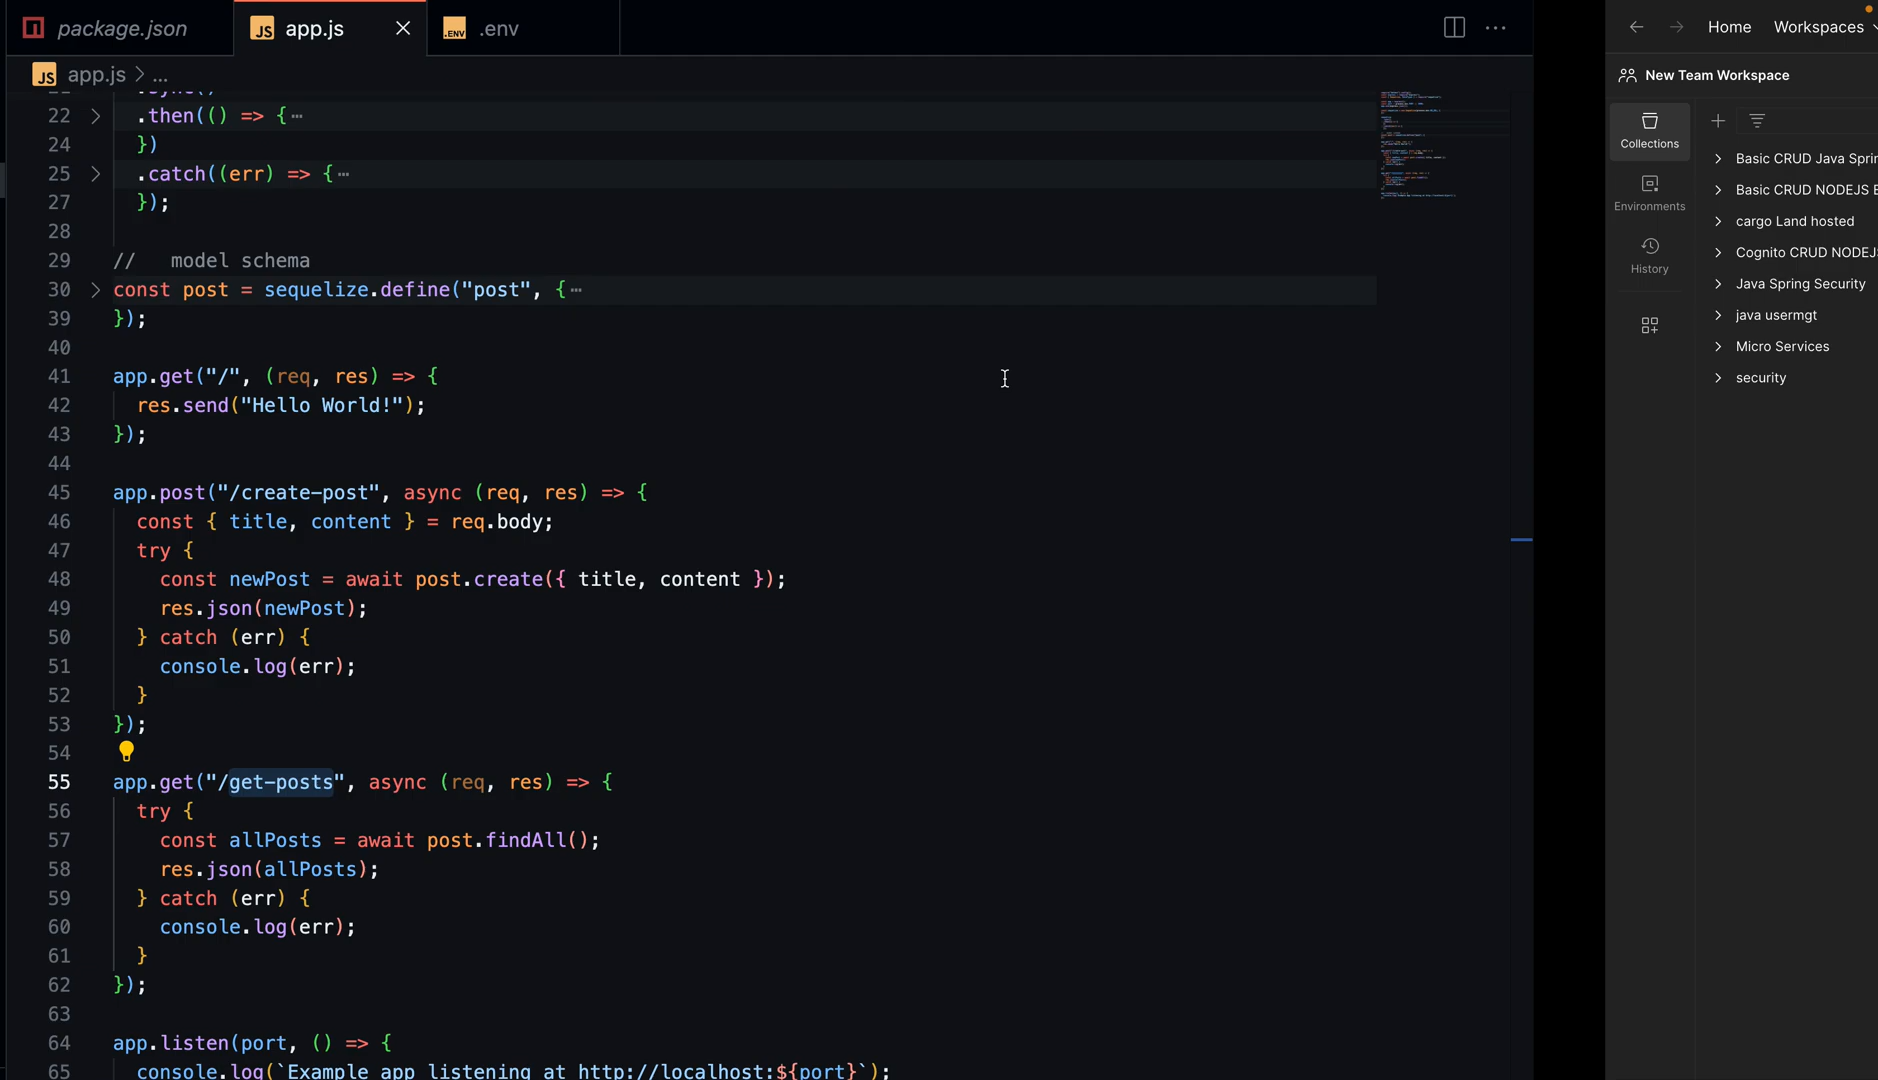 package.json
app.js
.env
Home
Workspaces
New Team Workspace
app.js > ...
21 .sync()
22 .then(() => {…
24 })
25 .catch((err) => {…
27 });
28
29 //   model schema
30 const post = sequelize.define("post", {…
39 });
40
41 app.get("/", (req, res) => {
42 res.send("Hello World!");
43 });
44
45 app.post("/create-post", async (req, res) => {
46 const { title, content } = req.body;
47 try {
48 const newPost = await post.create({ title, content });
49 res.json(newPost);
50 } catch (err) {
51 console.log(err);
52 }
53 });
54
55 app.get("/get-posts", async (req, res) => {
56 try {
57 const allPosts = await post.findAll();
58 res.json(allPosts);
59 } catch (err) {
60 console.log(err);
61 }
62 });
63
64 app.listen(port, () => {
65 console.log(`Example app listening at http://localhost:${port}`);
Collections
Environments
History
Basic CRUD Java Sprin
Basic CRUD NODEJS E
cargo Land hosted
Cognito CRUD NODEJS
Java Spring Security
java usermgt
Micro Services
security